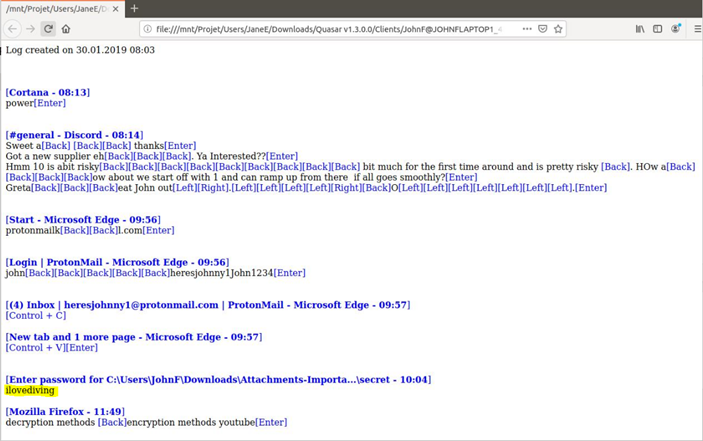 /mnt/Projet/Users/JaneE/Downlo
file:///mnt/Projet/Users/JaneE/Downloads/Quasar v1.3.0.0/Clients/JohnF@JOHNFLAPTOP1_
Log created on 30.01.2019 08:03
[Cortana - 08:13]
power[Enter]
[#general - Discord - 08:14]
Sweet a[Back] [Back][Back] thanks[Enter]
Got a new supplier eh[Back][Back][Back]. Ya Interested??[Enter]
Hmm 10 is abit risky[Back][Back][Back][Back][Back][Back][Back][Back][Back] bit much for the first time around and is pretty risky [Back]. HOw a[Back]
[Back][Back][Back]ow about we start off with 1 and can ramp up from there  if all goes smoothly?[Enter]
Greta[Back][Back][Back]eat John out[Left][Right].[Left][Left][Left][Left][Right][Back]O[Left][Left][Left][Left][Left][Left][Left].[Enter]
[Start - Microsoft Edge - 09:56]
protonmailk[Back][Back]l.com[Enter]
[Login | ProtonMail - Microsoft Edge - 09:56]
john[Back][Back][Back][Back][Back]heresjohnny1John1234[Enter]
[(4) Inbox | heresjohnny1@protonmail.com | ProtonMail - Microsoft Edge - 09:57]
[Control + C]
[New tab and 1 more page - Microsoft Edge - 09:57]
[Control + V][Enter]
[Enter password for C:\Users\JohnF\Downloads\Attachments-Importa...\secret - 10:04]
ilovediving
[Mozilla Firefox - 11:49]
decryption methods [Back]encryption methods youtube[Enter]